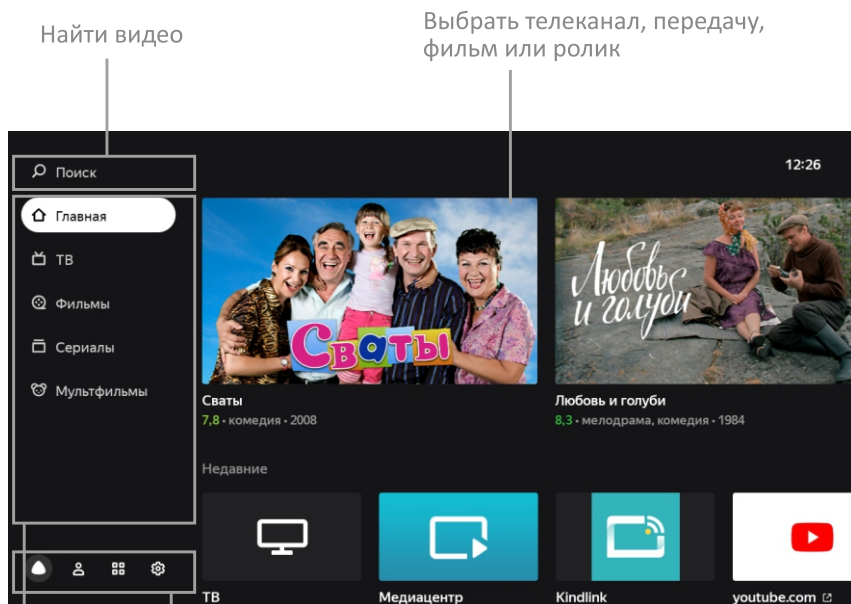 Найти видео
Выбрать телеканал, передачу,
фильм или ролик
Поиск
12:26
Главная
ТВ
Фильмы
Сериалы
Мультфильмы
Сваты
Любовь и голуби
Сваты
7,8 • комедия • 2008
Любовь и голуби
8,3 • мелодрама, комедия • 1984
Недавние
ТВ
Медиацентр
Kindlink
youtube.com